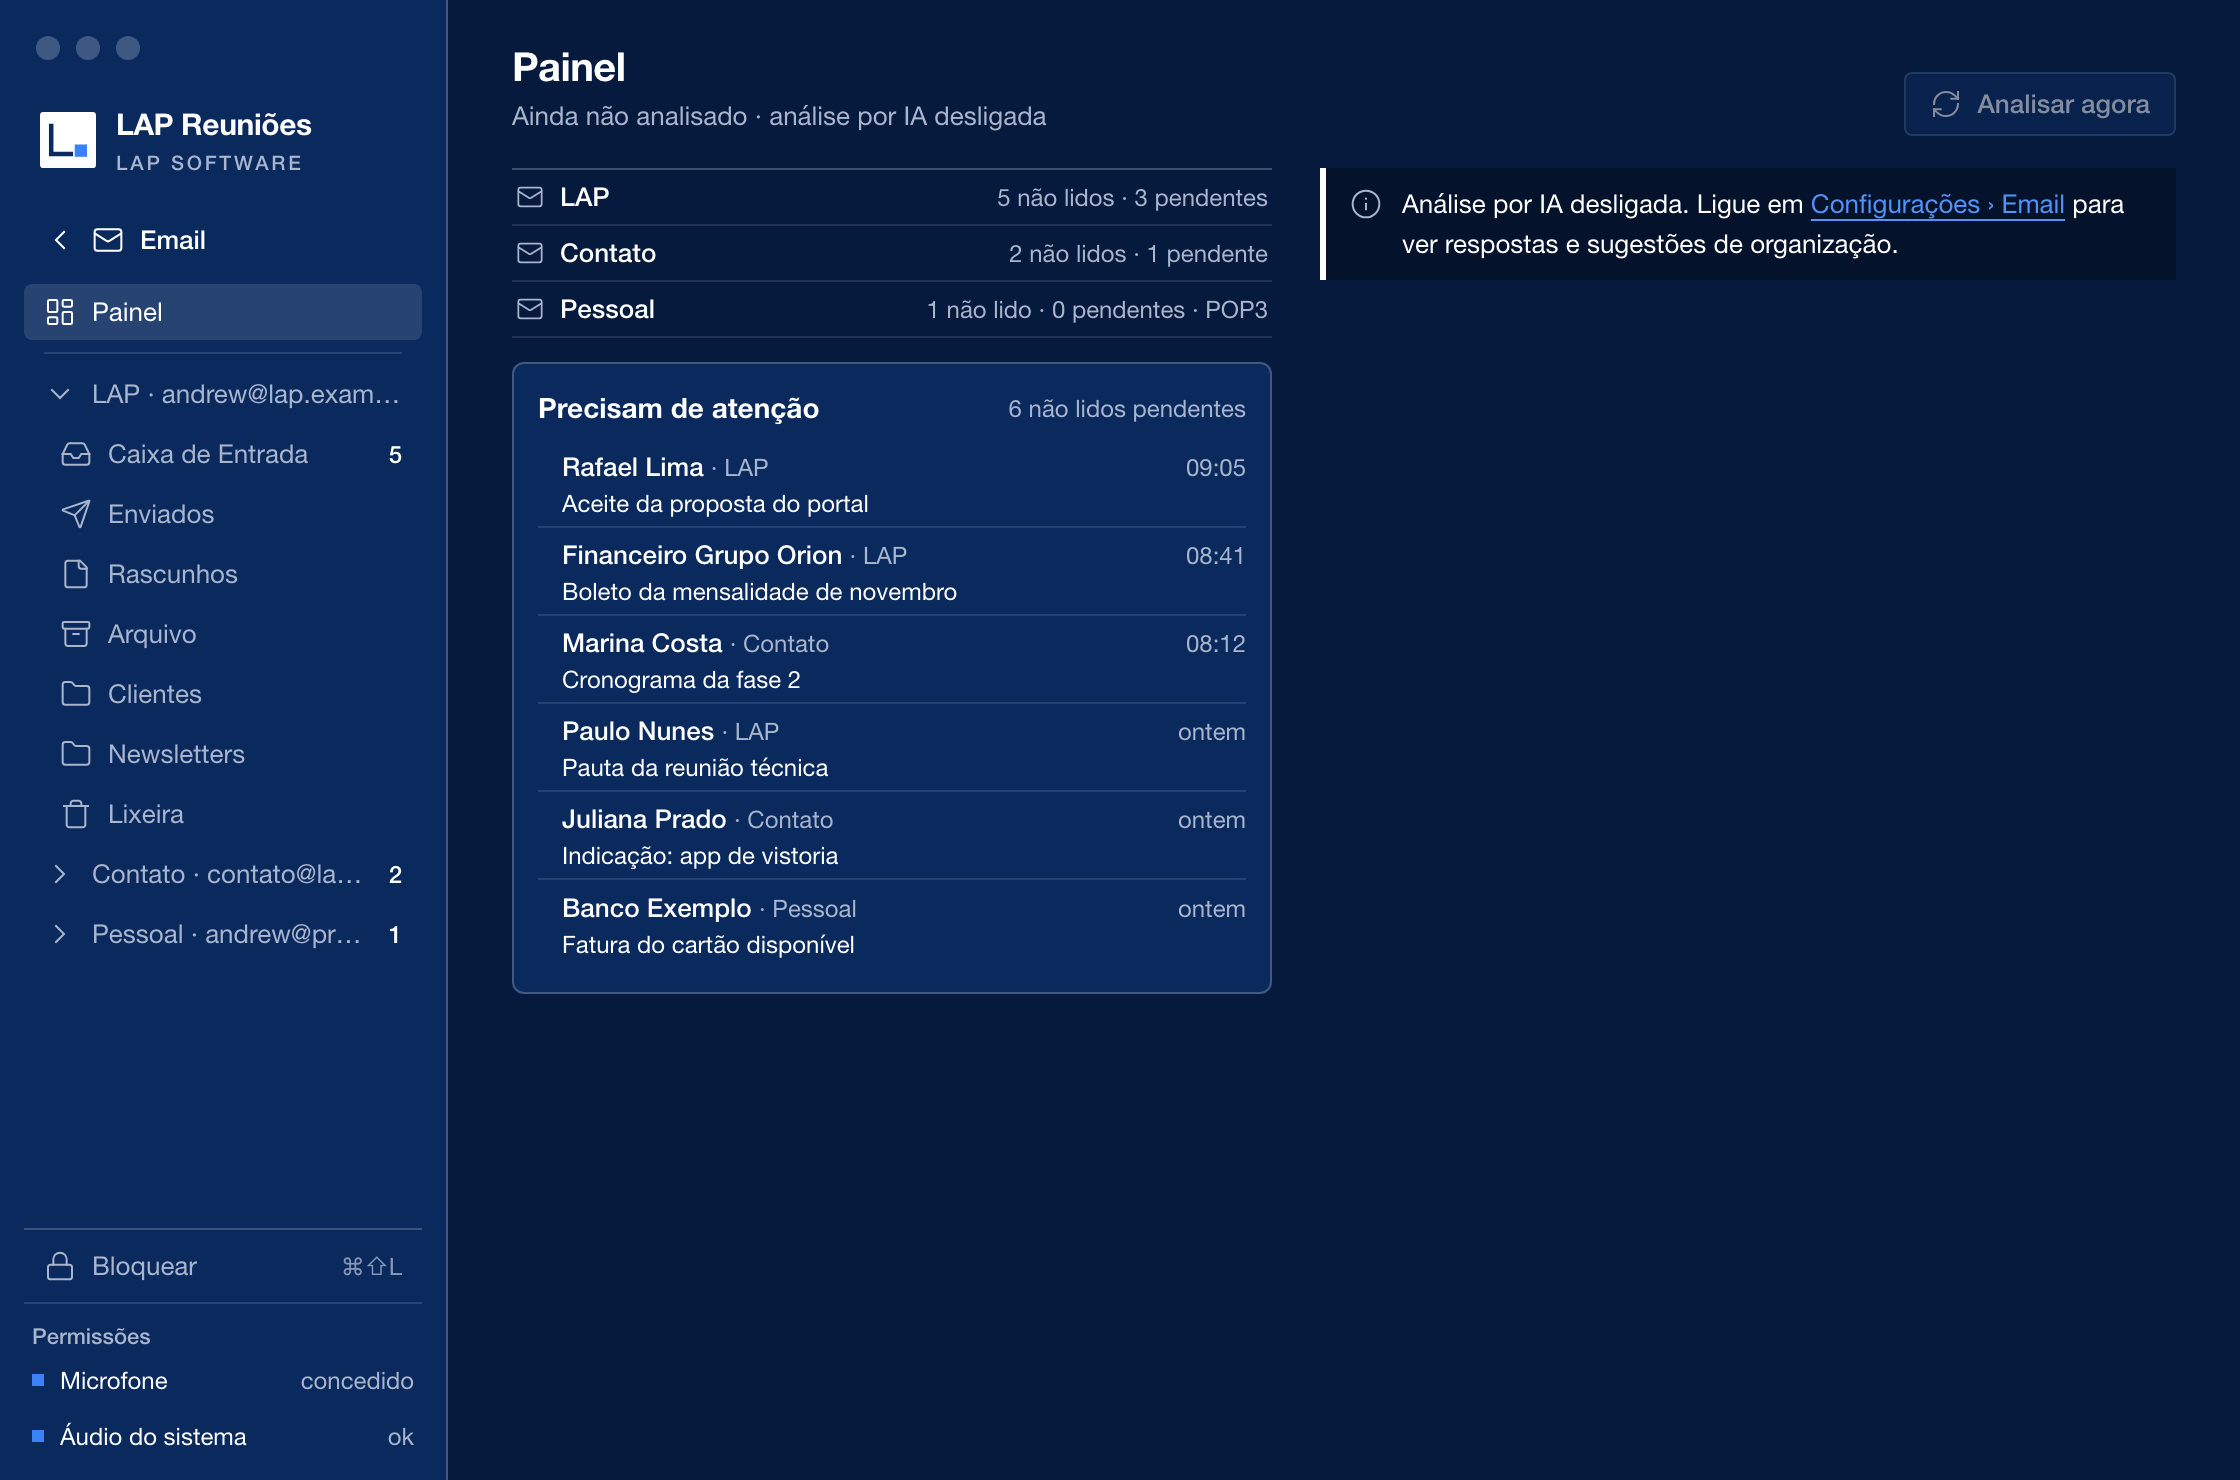 LAP Reuniões
LAP SOFTWARE
Email
Painel
LAP · andrew@lap.exam...
Caixa de Entrada 5
Enviados
Rascunhos
Arquivo
Clientes
Newsletters
Lixeira
Contato · contato@la... 2
Pessoal · andrew@pr... 1
Bloquear ⌘⇧L
Permissões
Microfone concedido
Áudio do sistema ok
Painel
Ainda não analisado · análise por IA desligada
Analisar agora
LAP 5 não lidos · 3 pendentes
Contato 2 não lidos · 1 pendente
Pessoal 1 não lido · 0 pendentes · POP3
Precisam de atenção 6 não lidos pendentes
Rafael Lima · LAP 09:05
Aceite da proposta do portal
Financeiro Grupo Orion · LAP 08:41
Boleto da mensalidade de novembro
Marina Costa · Contato 08:12
Cronograma da fase 2
Paulo Nunes · LAP ontem
Pauta da reunião técnica
Juliana Prado · Contato ontem
Indicação: app de vistoria
Banco Exemplo · Pessoal ontem
Fatura do cartão disponível
Análise por IA desligada. Ligue em Configurações › Email para
ver respostas e sugestões de organização.